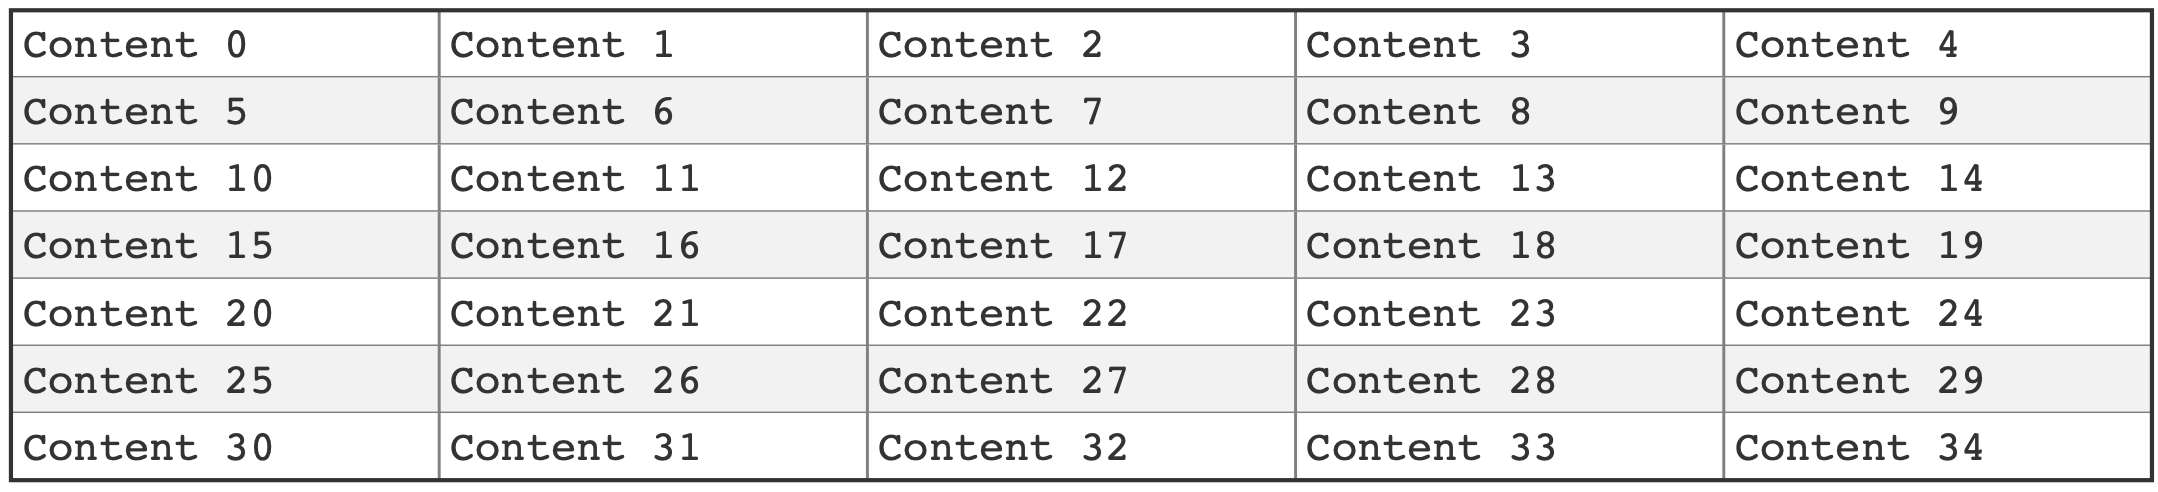 Content 0 Content 1 Content 2 Content 3 Content 4
Content 5 Content 6 Content 7 Content 8 Content 9
Content 10 Content 11 Content 12 Content 13 Content 14
Content 15 Content 16 Content 17 Content 18 Content 19
Content 20 Content 21 Content 22 Content 23 Content 24
Content 25 Content 26 Content 27 Content 28 Content 29
Content 30 Content 31 Content 32 Content 33 Content 34